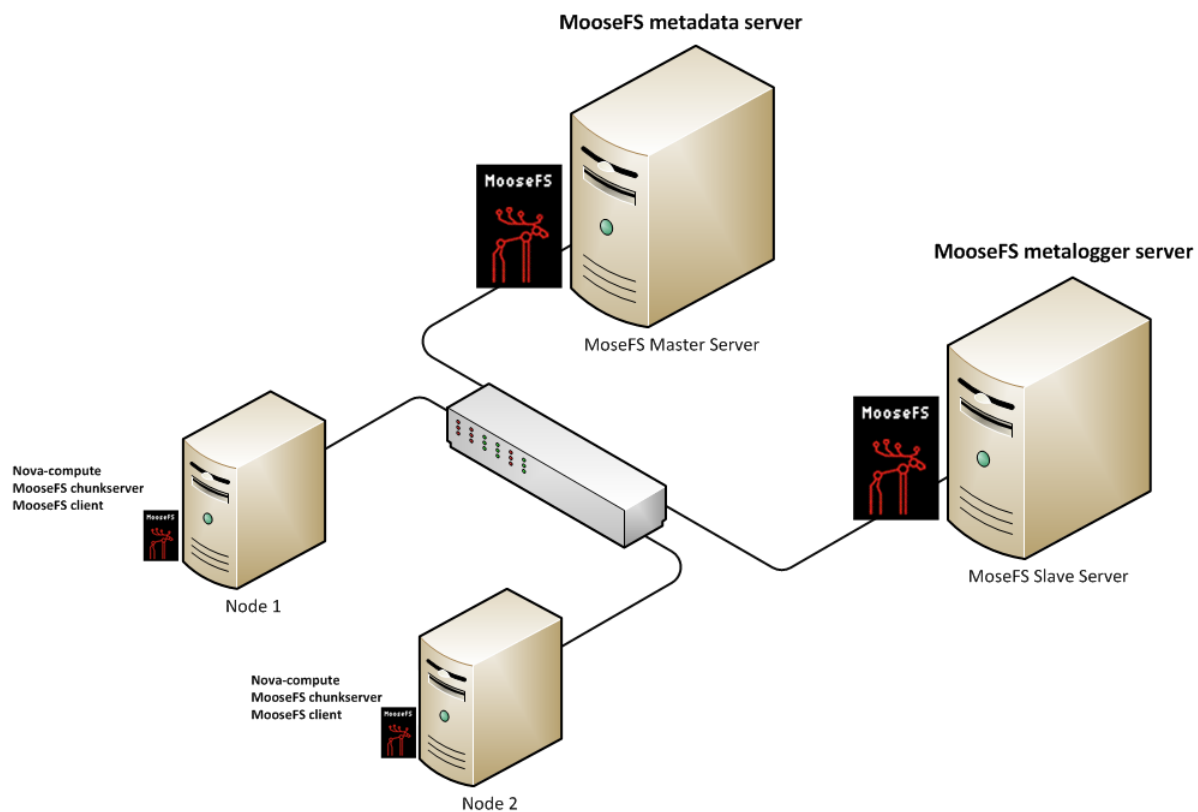 MooseFS metadata server
MooseFS
MoseFS Master Server
MooseFS metalogger server
MooseFS
MoseFS Slave Server
Nova-compute
MooseFS chunkserver
MooseFS client
MooseFS
Node 1
Nova-compute
MooseFS chunkserver
MooseFS client
MooseFS
Node 2